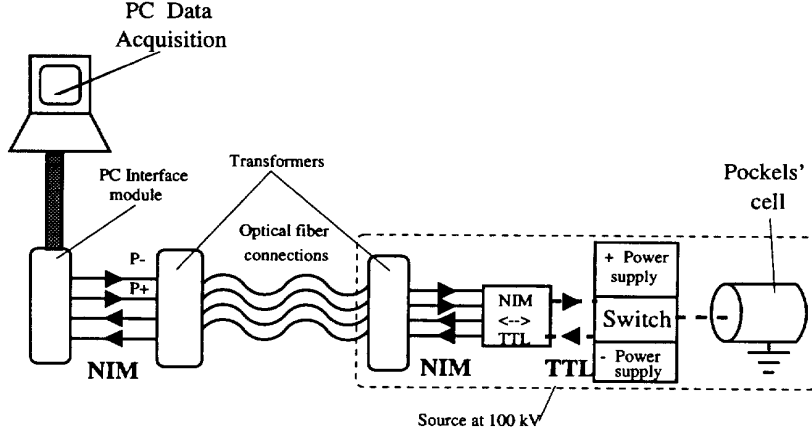 PC Data
Acquisition
PC Interface
module
Transformers
Optical fiber
connections
Pockels'
cell
P-
P+
NIM
NIM
NIM
<-->
TTL
TTL
+ Power
supply
Switch
- Power
supply
Source at 100 kV